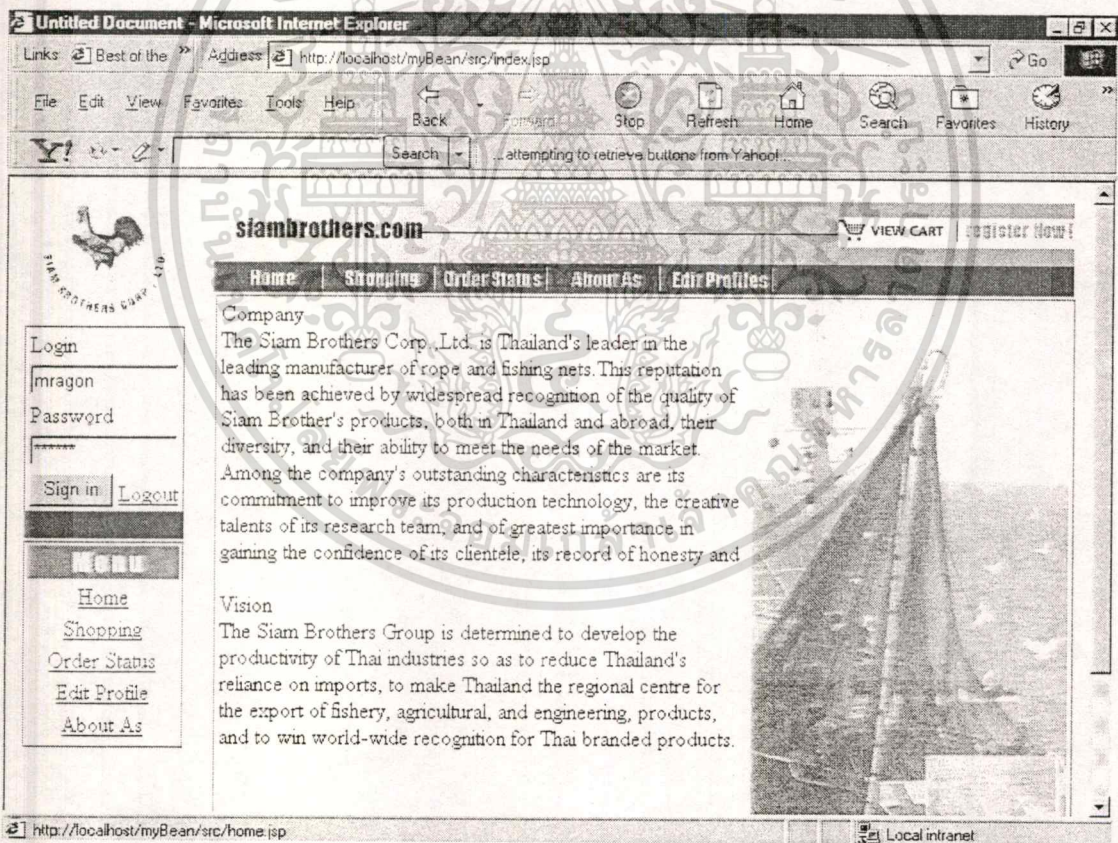 Untitled Document - Microsoft Internet Explorer
Links Best of the » Address http://localhost/myBean/src/index.jsp Go
File Edit View Favorites Tools Help Back Forward Stop Refresh Home Search Favorites History »
Y! Search ...attempting to retrieve buttons from Yahoo!...
SIAM BROTHERS CORP., LTD
siambrothers.com VIEW CART register Now!
Home Shopping Order Status About As Edit Profiles
Login
mragon
Password
******
Sign in Logout
Menu
Home
Shopping
Order Status
Edit Profile
About As
Company
The Siam Brothers Corp.,Ltd. is Thailand's leader in the
leading manufacturer of rope and fishing nets.This reputation
has been achieved by widespread recognition of the quality of
Siam Brother's products, both in Thailand and abroad, their
diversity, and their ability to meet the needs of the market.
Among the company's outstanding characteristics are its
commitment to improve its production technology, the creative
talents of its research team, and of greatest importance in
gaining the confidence of its clientele, its record of honesty and
Vision
The Siam Brothers Group is determined to develop the
productivity of Thai industries so as to reduce Thailand's
reliance on imports, to make Thailand the regional centre for
the export of fishery, agricultural, and engineering, products,
and to win world-wide recognition for Thai branded products.
http://localhost/myBean/src/home.jsp Local intranet